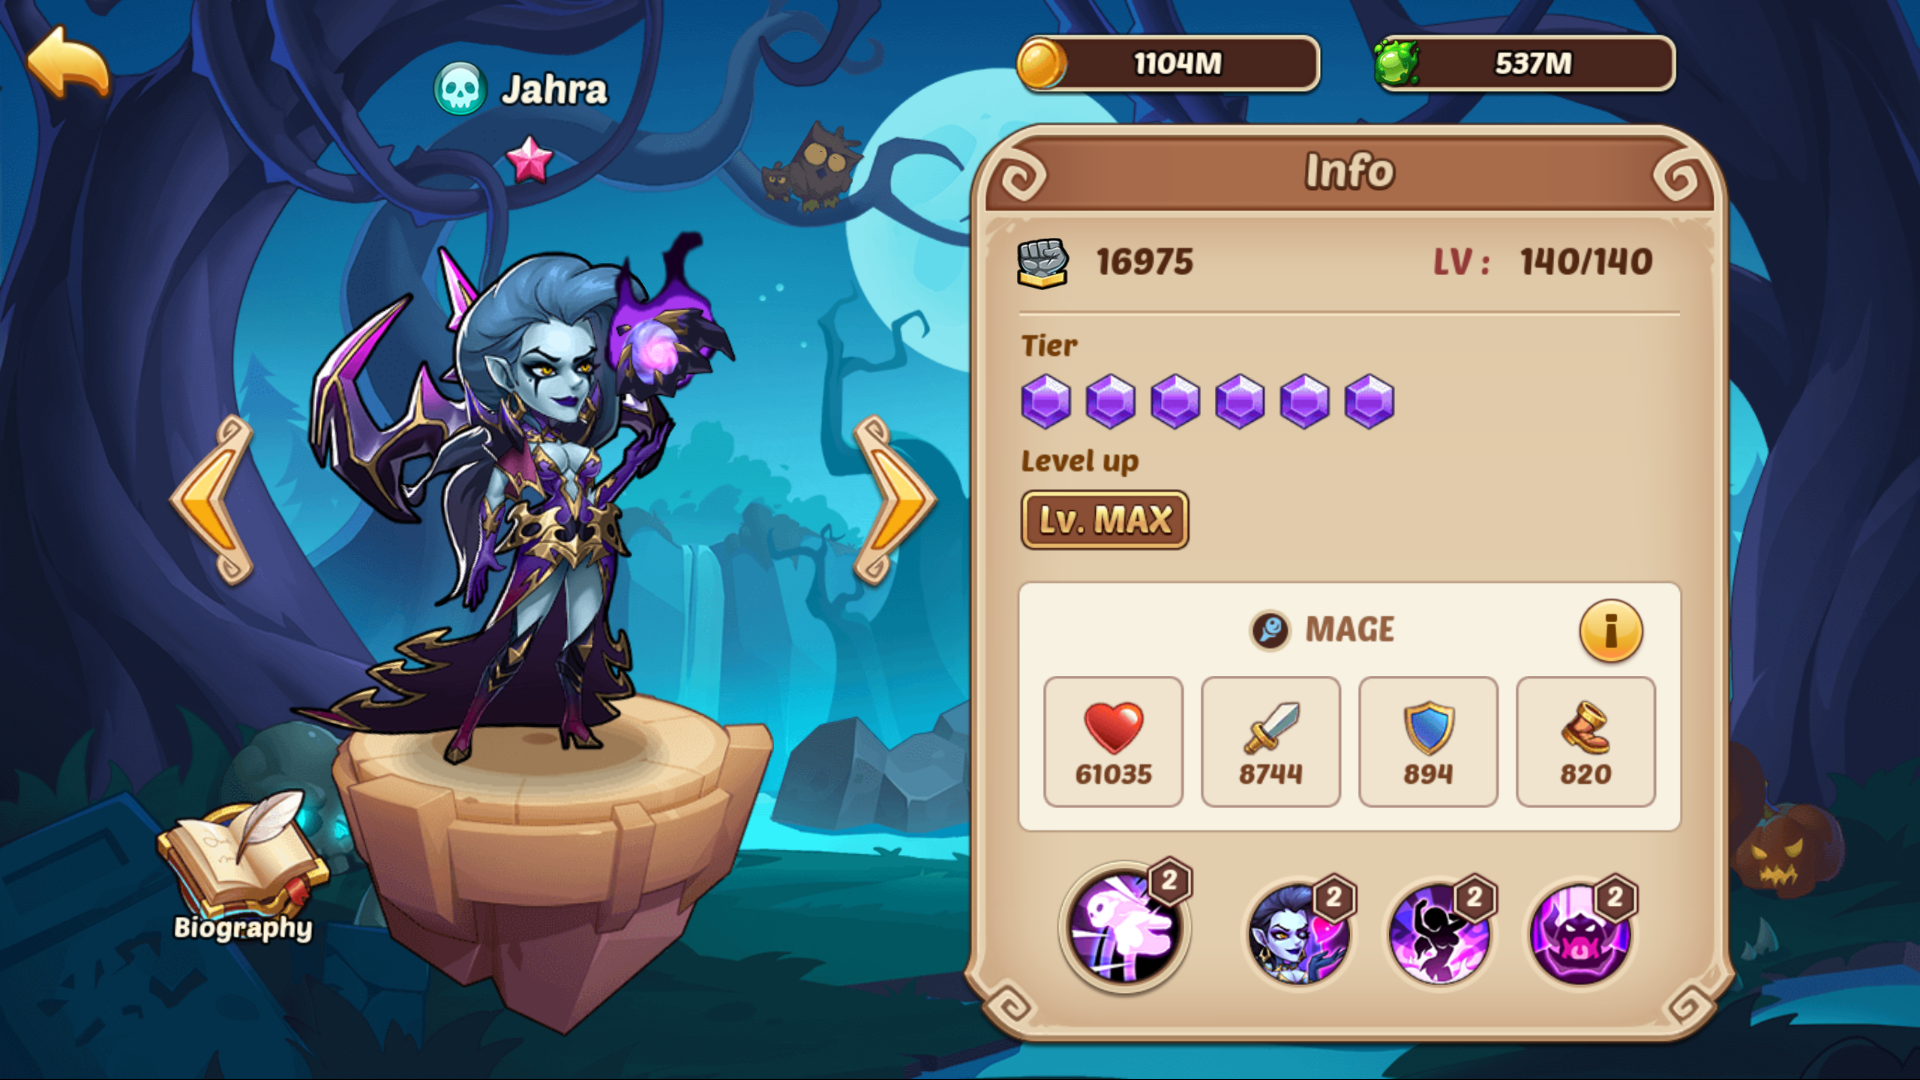 Jahra
1104M
537M
Info
16975
LV : 140/140
Tier
Level up
Lv. MAX
MAGE
61035
8744
894
820
2
2
2
2
Biography